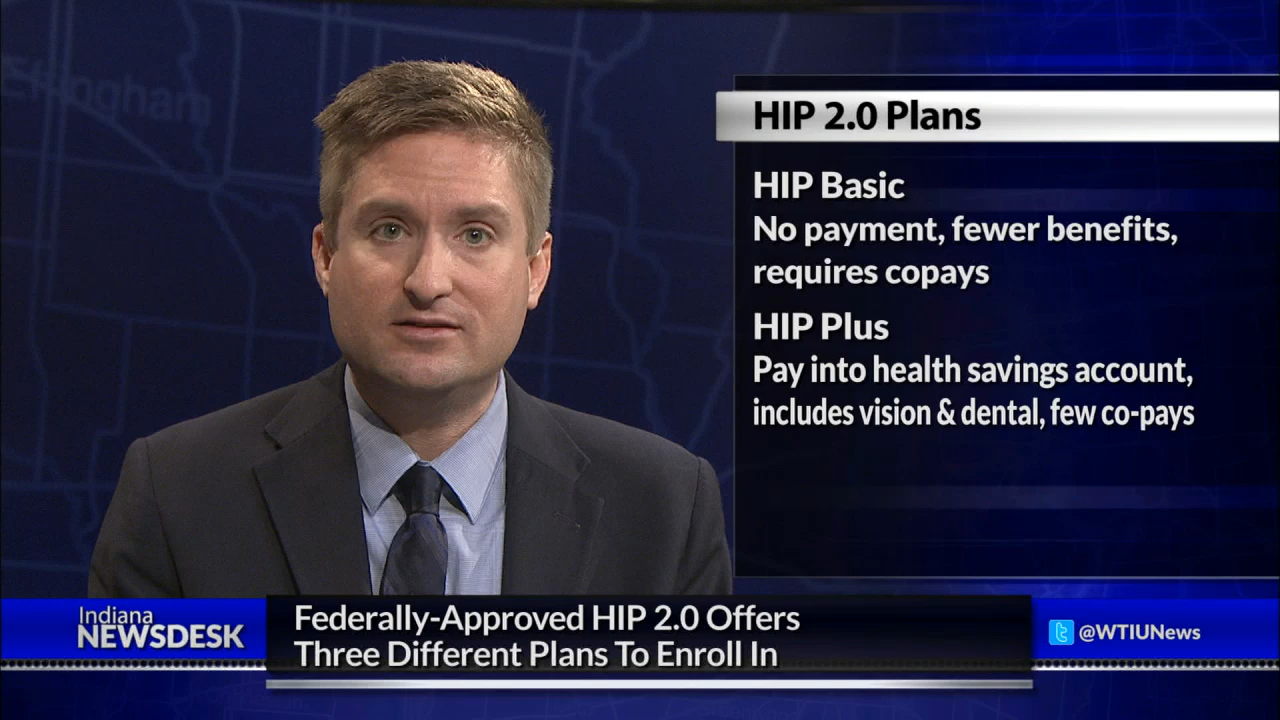 Effingham
HIP 2.0 Plans
HIP Basic
No payment, fewer benefits,
requires copays
HIP Plus
Pay into health savings account,
includes vision & dental, few co-pays
Indiana
NEWSDESK
Federally-Approved HIP 2.0 Offers
Three Different Plans To Enroll In
@WTIUNews